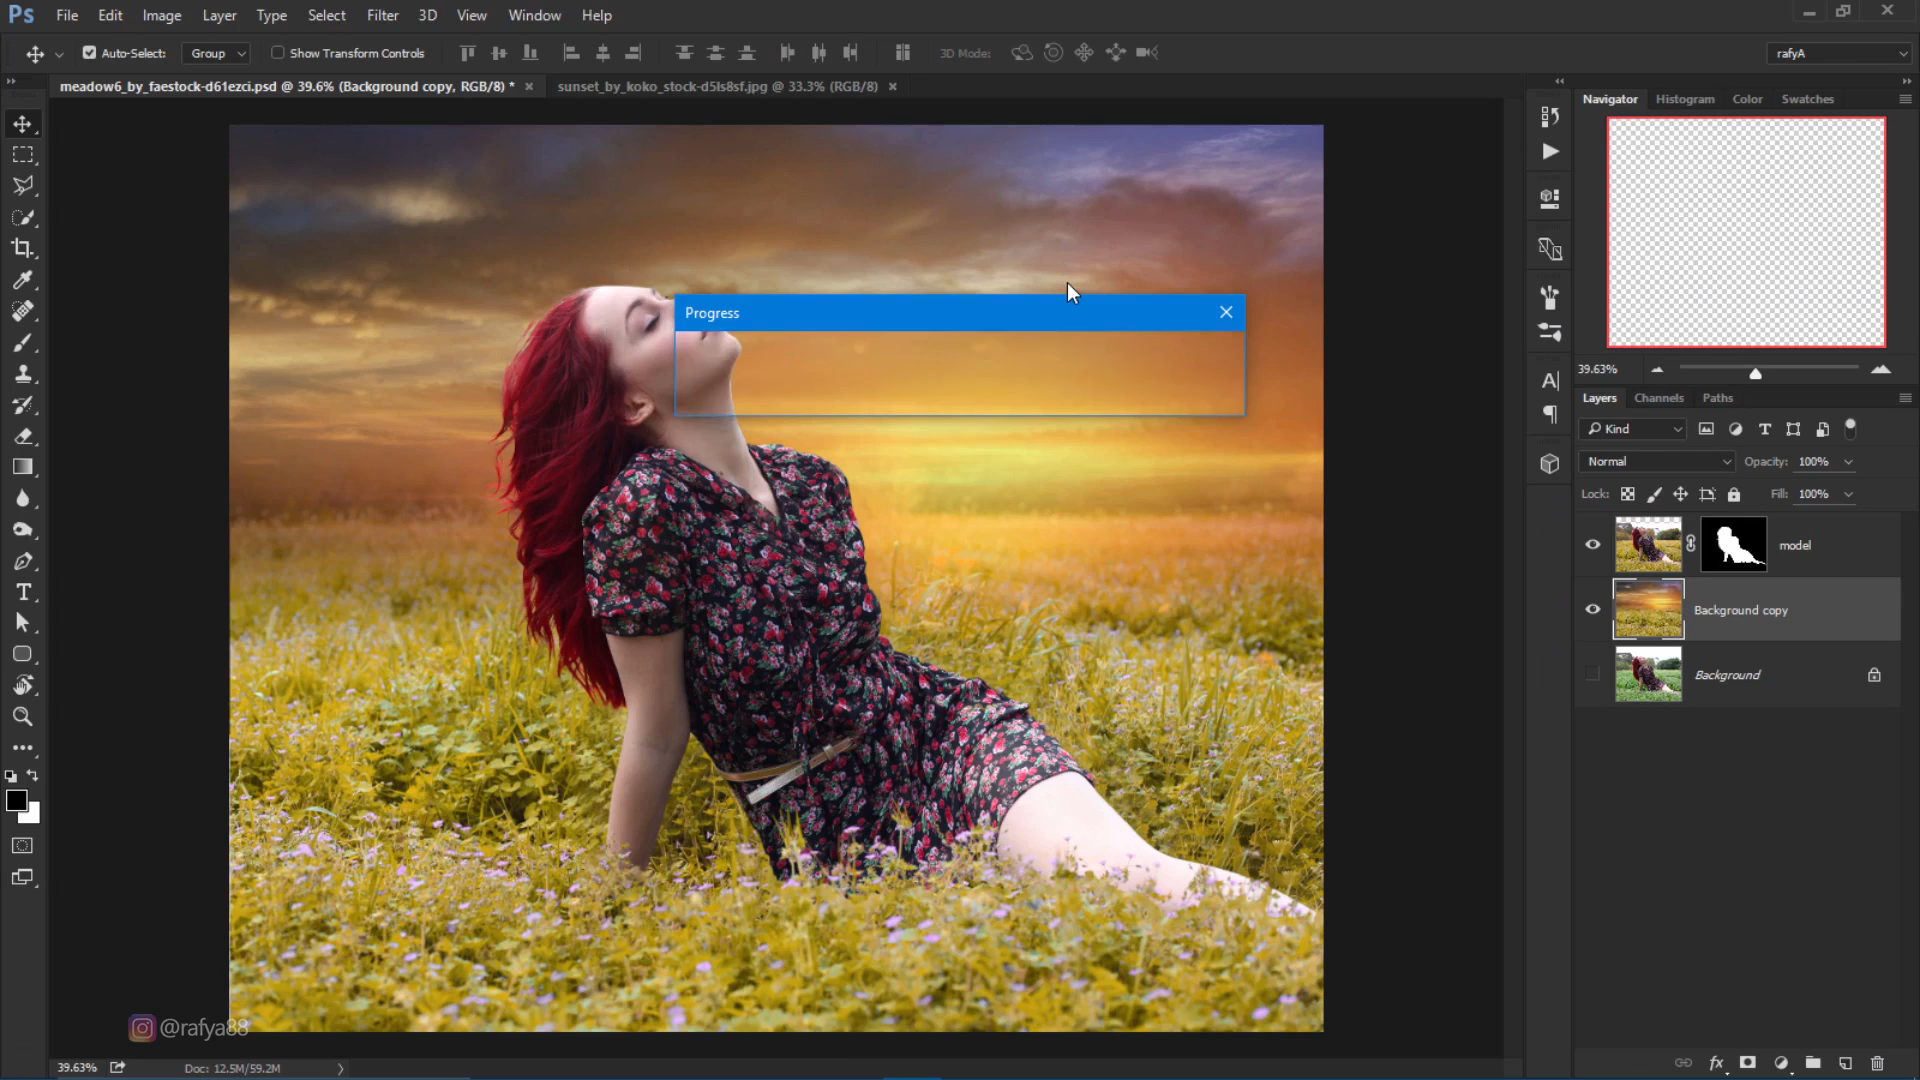 Ps File Edit Image Layer Type Select Filter 3D View Window Help
Auto-Select: Group Show Transform Controls 3D Mode: rafyA
meadow6_by_faestock-d61ezci.psd @ 39.6% (Background copy, RGB/8) * sunset_by_koko_stock-d5ls8sf.jpg @ 33.3% (RGB/8)
Navigator Histogram Color Swatches
Progress
39.63%
Layers Channels Paths
Kind
Normal Opacity: 100%
Lock: Fill: 100%
model
Background copy
Background
@rafya88
39.63% Doc: 12.5M/59.2M